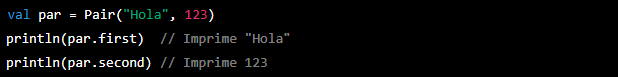 val par = Pair("Hola", 123)
println(par.first)  // Imprime "Hola"
println(par.second) // Imprime 123